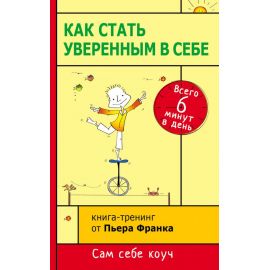 КАК СТАТЬ
УВЕРЕННЫМ В СЕБЕ
Всего
6
минут
в день
книга-тренинг
от Пьера Франка
Сам себе коуч